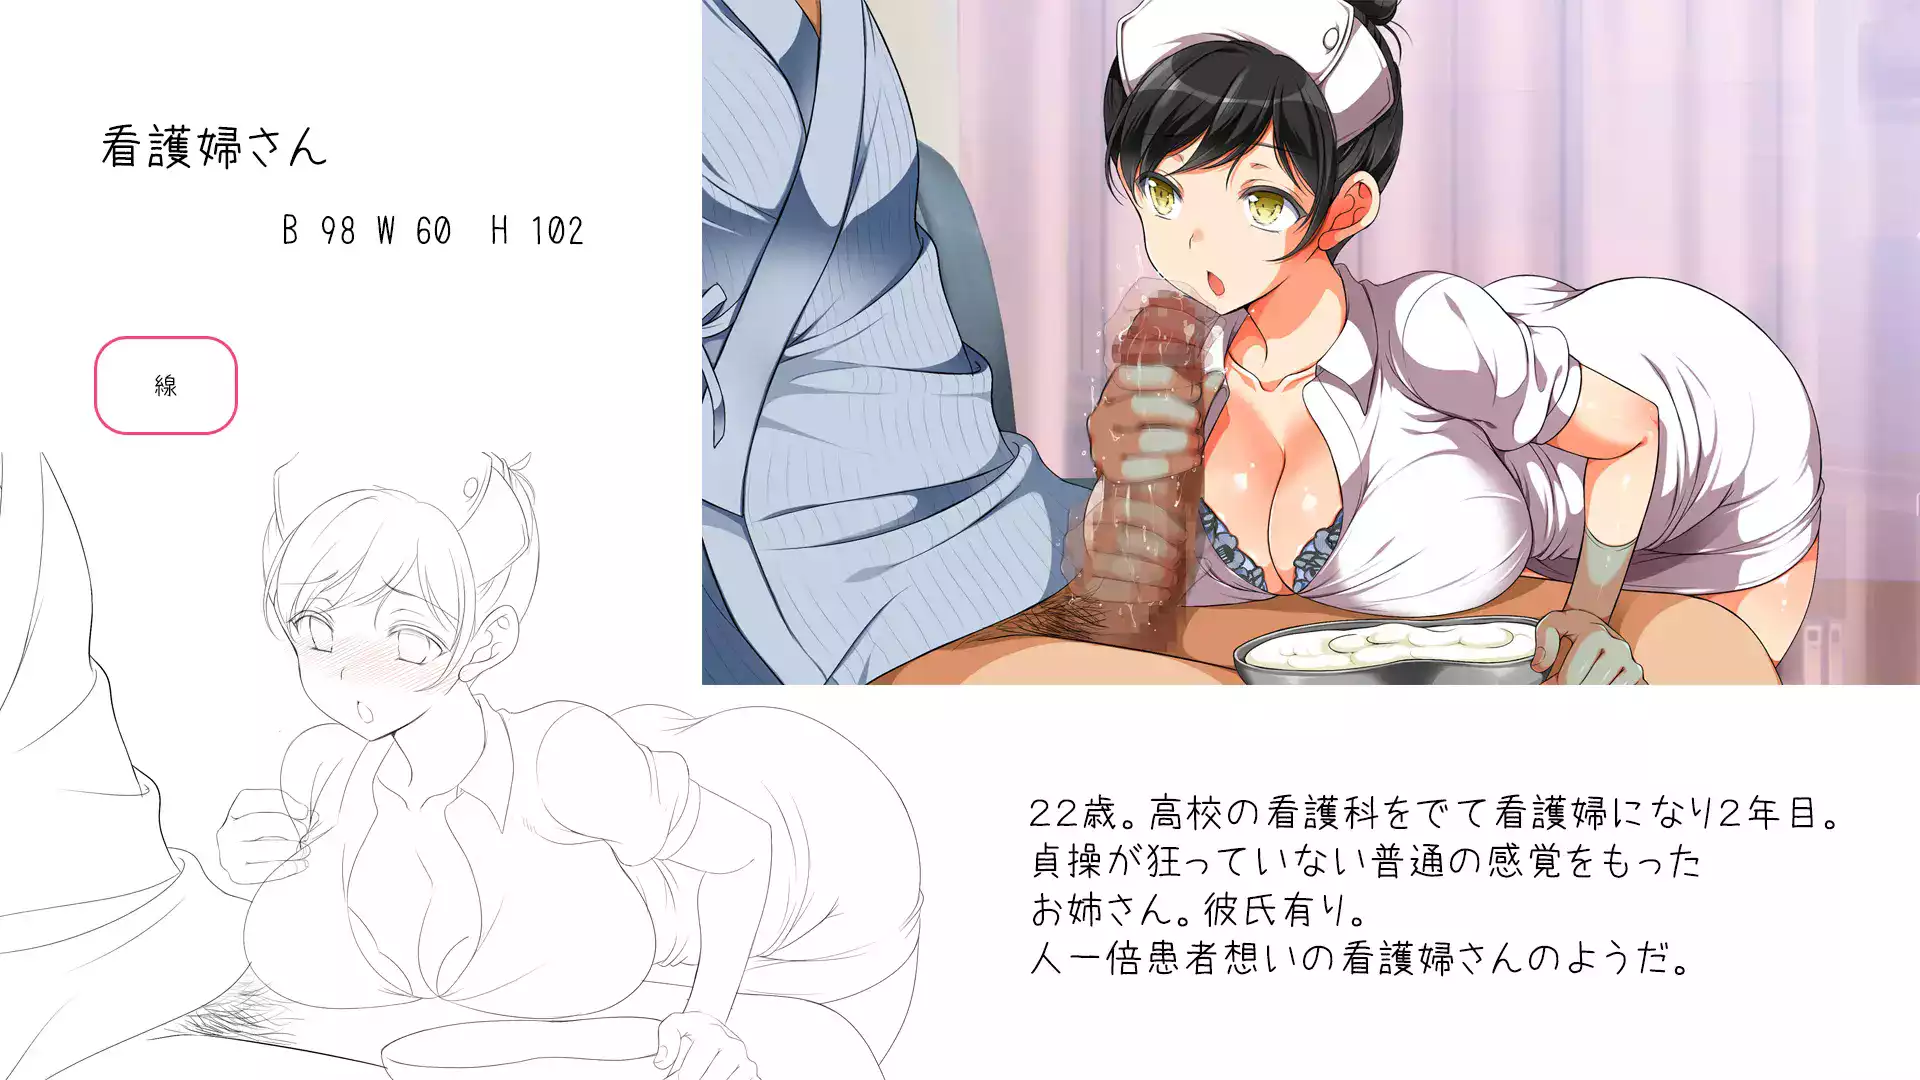 看護婦さん
B 98 W 60 H 102
線
22歳。高校の看護科をでて看護婦になり2年目。
貞操が狂っていない普通の感覚をもった
お姉さん。彼氏有り。
人一倍患者想いの看護婦さんのようだ。